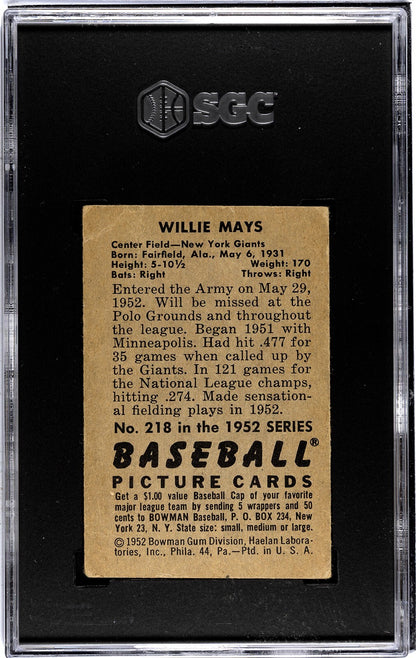 SGC
WILLIE MAYS
Center Field—New York Giants
Born: Fairfield, Ala., May 6, 1931
Height: 5-10½ Weight: 170
Bats: Right Throws: Right
Entered the Army on May 29,
1952. Will be missed at the
Polo Grounds and throughout
the league. Began 1951 with
Minneapolis. Had hit .477 for
35 games when called up by
the Giants. In 121 games for
the National League champs,
hitting .274. Made sensation-
al fielding plays in 1952.
No. 218 in the 1952 SERIES
BASEBALL®
PICTURE CARDS
Get a $1.00 value Baseball Cap of your favorite
major league team by sending 5 wrappers and 50
cents to BOWMAN Baseball, P. O. BOX 234, New
York 23, N. Y. State size: small, medium or large.
© 1952 Bowman Gum Division, Haelan Labora-
tories, Inc., Phila. 44, Pa.—Ptd. in U. S. A.